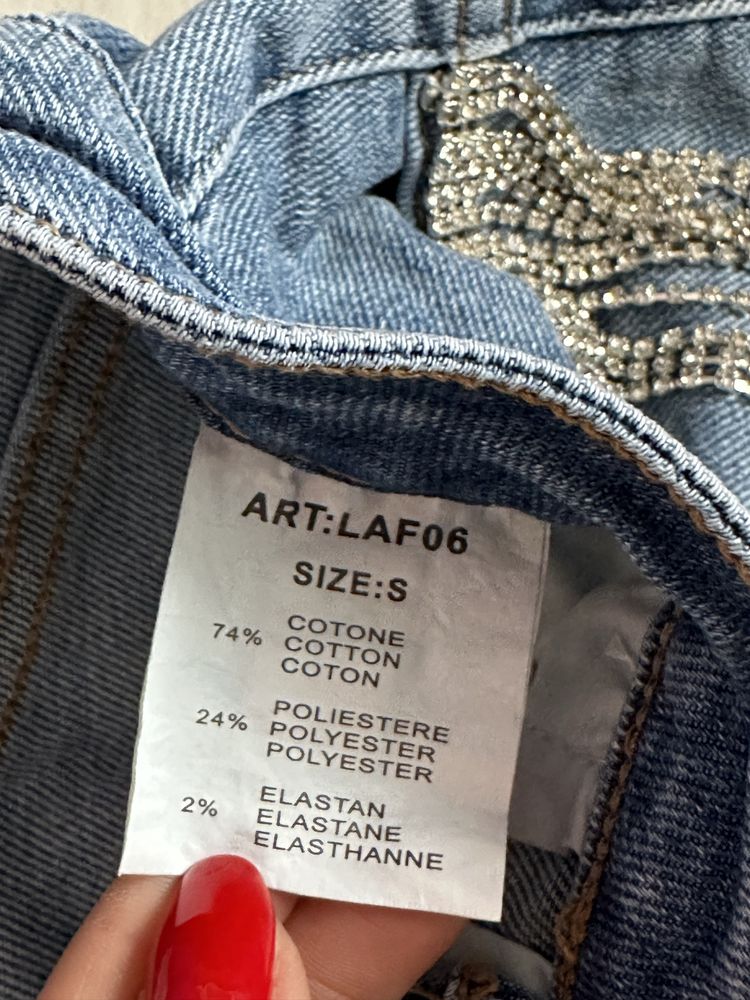 ART:LAF06
SIZE:S
74% COTONE
COTTON
COTON
24% POLIESTERE
POLYESTER
POLYESTER
2% ELASTAN
ELASTANE
ELASTHANNE